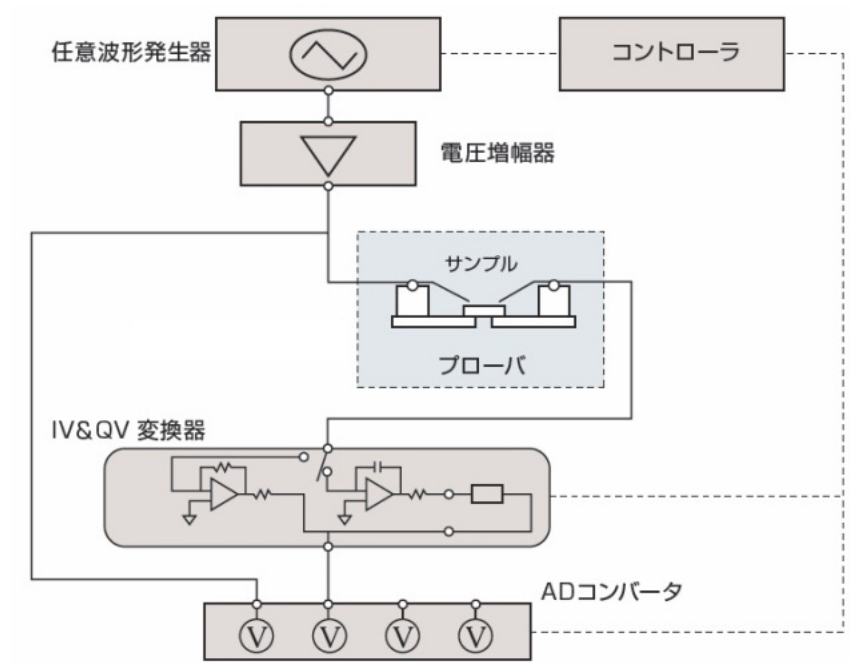 任意波形発生器
コントローラ
電圧増幅器
サンプル
プローバ
IV&QV 変換器
ADコンバータ
V V V V